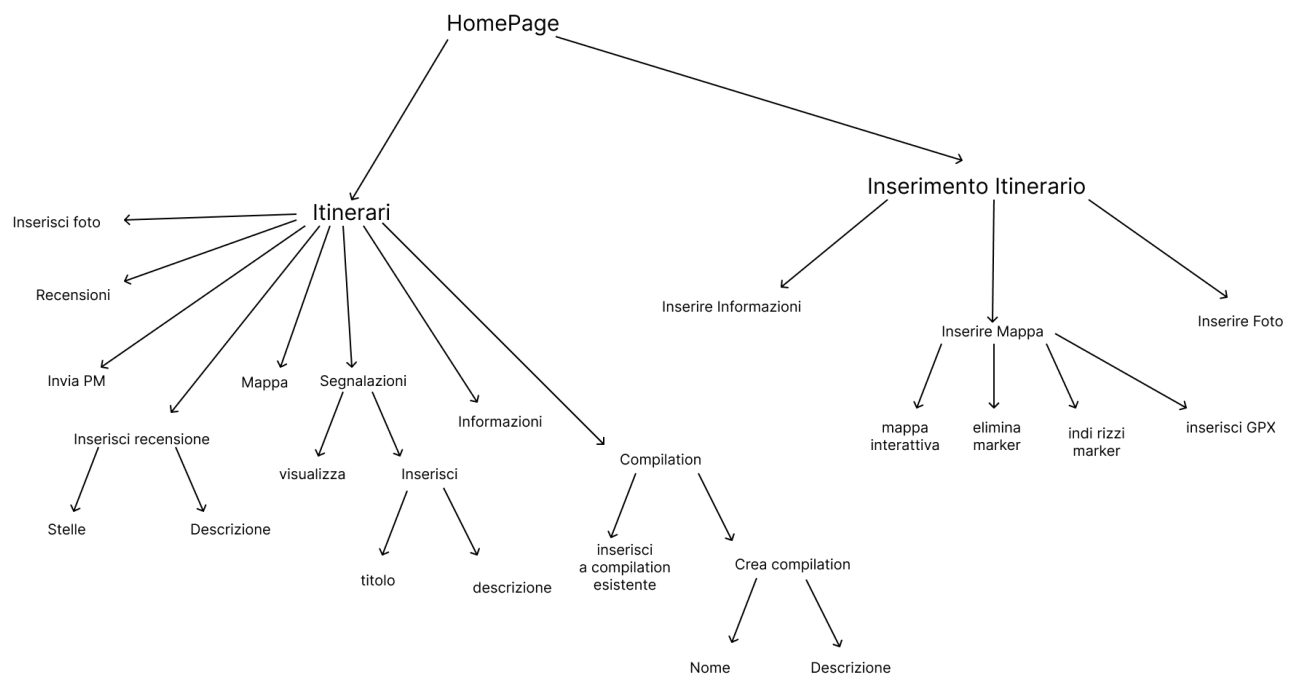 HomePage
Inserimento Itinerario
Itinerari
Inserisci foto
Recensioni
Inserire Informazioni
Inserire Foto
Inserire Mappa
Invia PM
Mappa
Segnalazioni
Informazioni
Inserisci recensione
mappa
interattiva
elimina
marker
indi rizzi
marker
inserisci GPX
Compilation
visualizza
Inserisci
Stelle
Descrizione
inserisci
a compilation
esistente
Crea compilation
titolo
descrizione
Nome
Descrizione